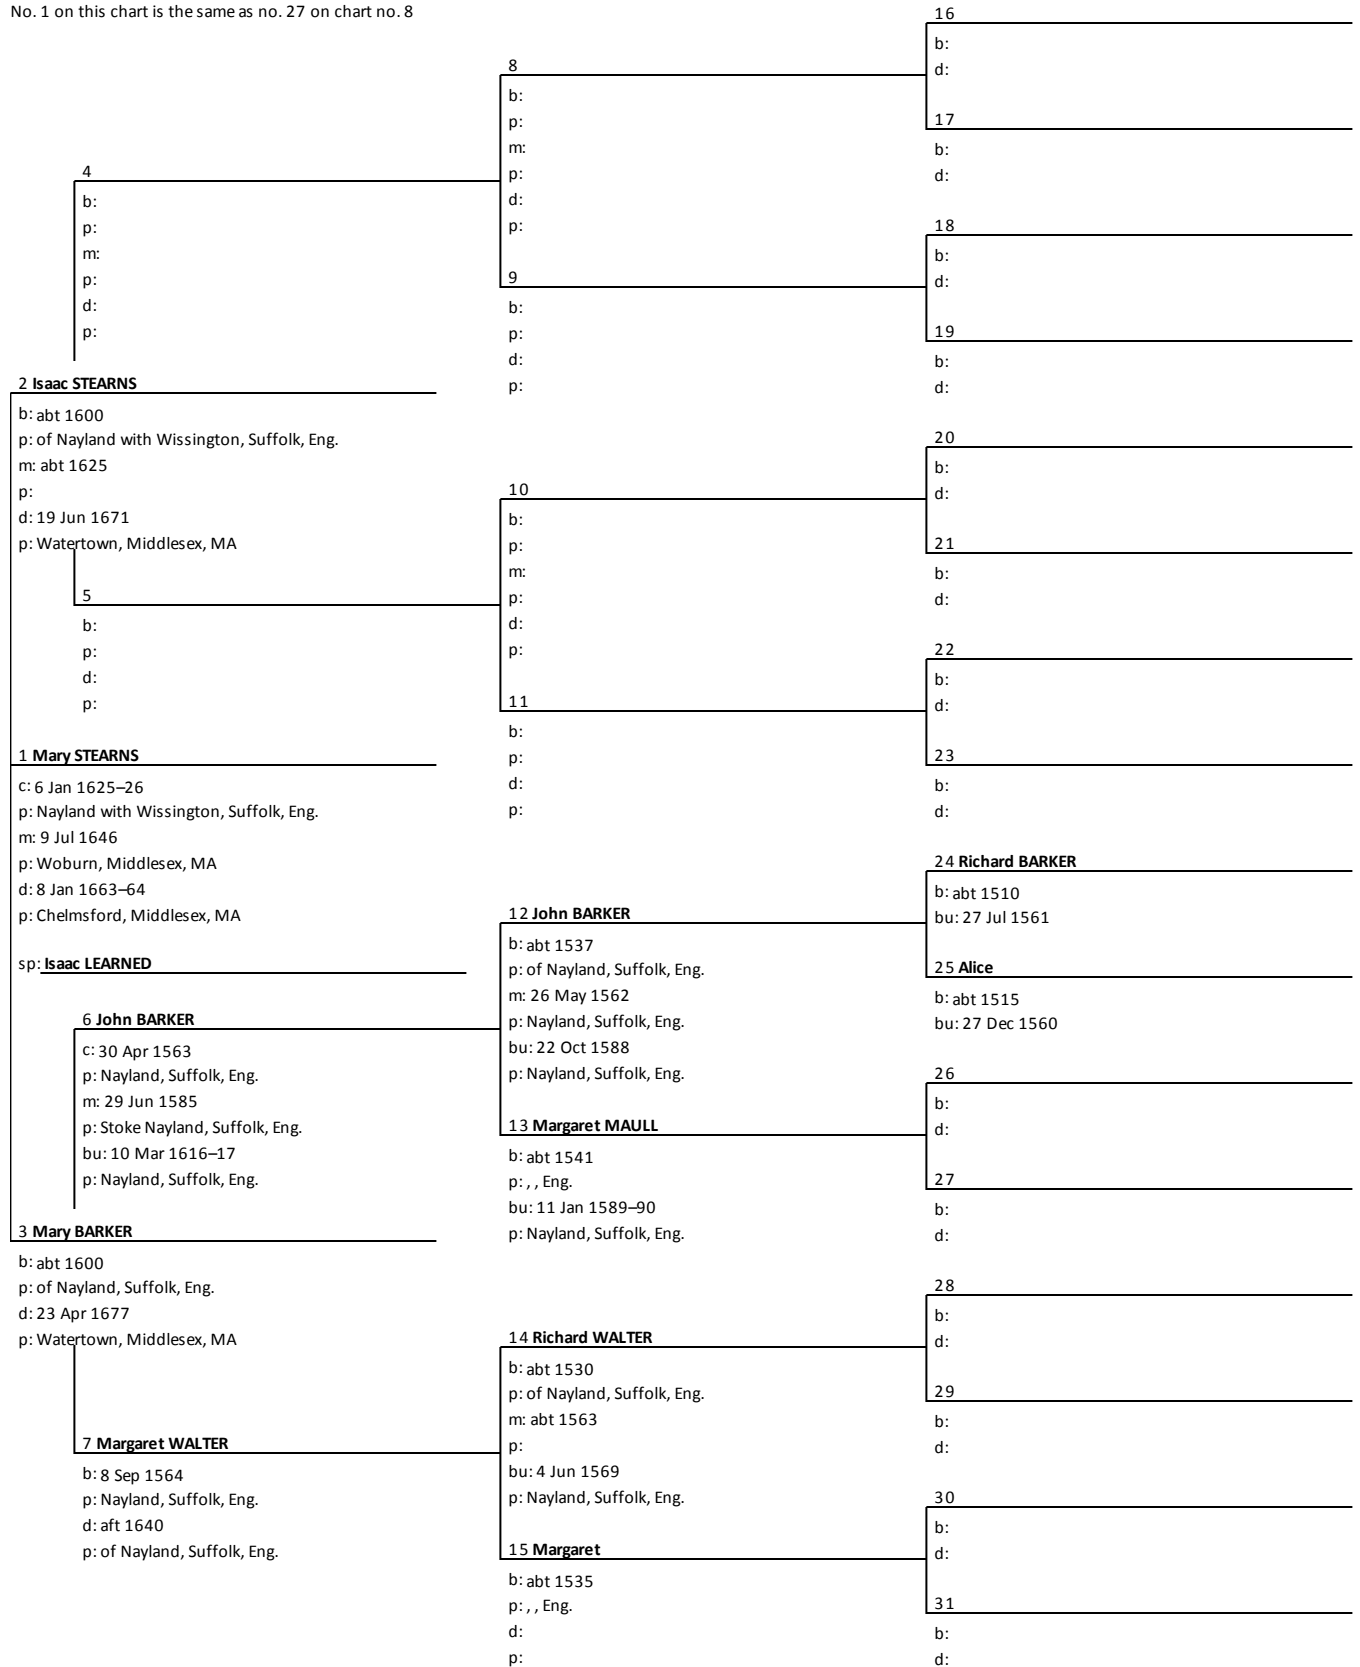 No. 1 on this chart is the same as no. 27 on chart no. 8
4
b:
p:
m:
p:
d:
p:
2 Isaac STEARNS
b: abt 1600
p: of Nayland with Wissington, Suffolk, Eng.
m: abt 1625
p:
d: 19 Jun 1671
p: Watertown, Middlesex, MA
5
b:
p:
d:
p:
1 Mary STEARNS
c: 6 Jan 1625–26
p: Nayland with Wissington, Suffolk, Eng.
m: 9 Jul 1646
p: Woburn, Middlesex, MA
d: 8 Jan 1663–64
p: Chelmsford, Middlesex, MA
sp: Isaac LEARNED
6 John BARKER
c: 30 Apr 1563
p: Nayland, Suffolk, Eng.
m: 29 Jun 1585
p: Stoke Nayland, Suffolk, Eng.
bu: 10 Mar 1616–17
p: Nayland, Suffolk, Eng.
3 Mary BARKER
b: abt 1600
p: of Nayland, Suffolk, Eng.
d: 23 Apr 1677
p: Watertown, Middlesex, MA
7 Margaret WALTER
b: 8 Sep 1564
p: Nayland, Suffolk, Eng.
d: aft 1640
p: of Nayland, Suffolk, Eng.
8
b:
p:
m:
p:
d:
p:
9
b:
p:
d:
p:
10
b:
p:
m:
p:
d:
p:
11
b:
p:
d:
p:
12 John BARKER
b: abt 1537
p: of Nayland, Suffolk, Eng.
m: 26 May 1562
p: Nayland, Suffolk, Eng.
bu: 22 Oct 1588
p: Nayland, Suffolk, Eng.
13 Margaret MAULL
b: abt 1541
p: , , Eng.
bu: 11 Jan 1589–90
p: Nayland, Suffolk, Eng.
14 Richard WALTER
b: abt 1530
p: of Nayland, Suffolk, Eng.
m: abt 1563
p:
bu: 4 Jun 1569
p: Nayland, Suffolk, Eng.
15 Margaret
b: abt 1535
p: , , Eng.
d:
p:
16
b:
d:
17
b:
d:
18
b:
d:
19
b:
d:
20
b:
d:
21
b:
d:
22
b:
d:
23
b:
d:
24 Richard BARKER
b: abt 1510
bu: 27 Jul 1561
25 Alice
b: abt 1515
bu: 27 Dec 1560
26
b:
d:
27
b:
d:
28
b:
d:
29
b:
d:
30
b:
d:
31
b:
d: